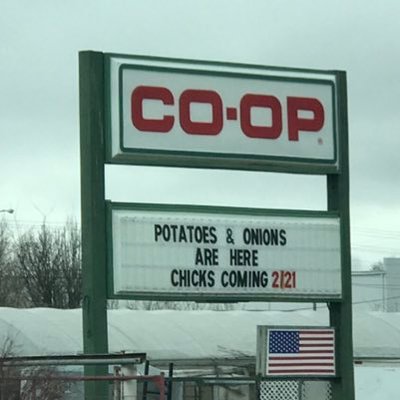 CO-OP
POTATOES & ONIONS
ARE HERE
CHICKS COMING 2/21